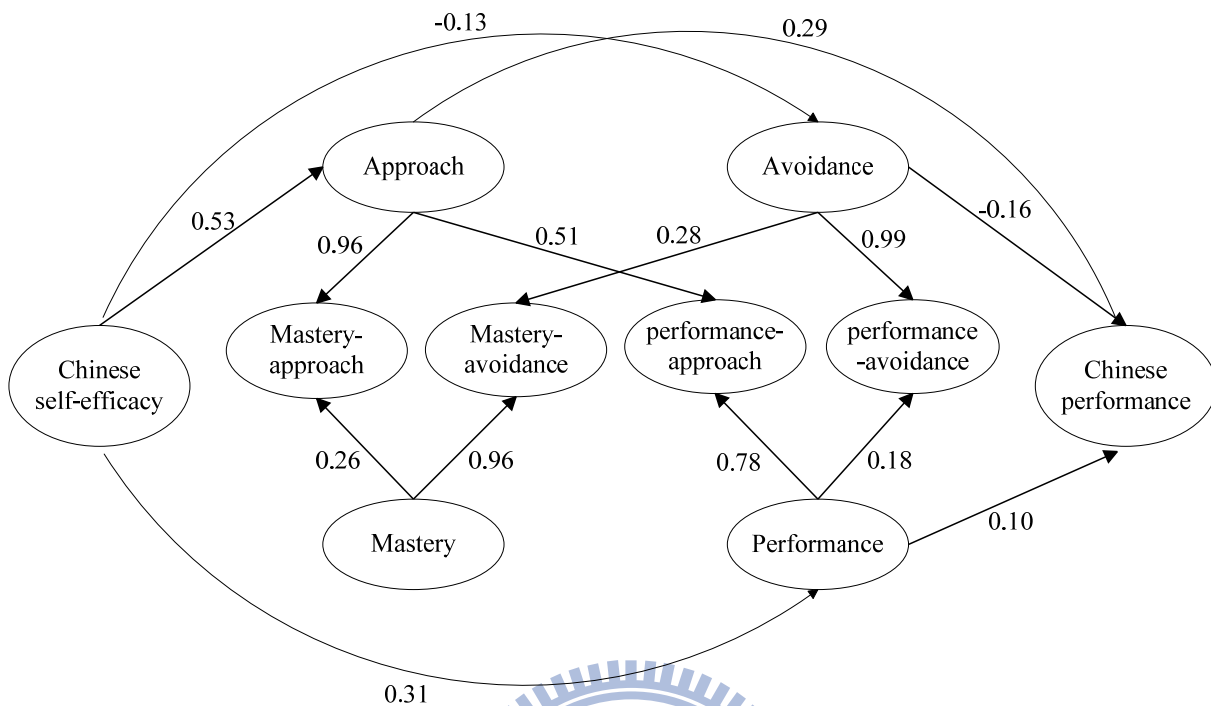 -0.13
0.29
Approach
Avoidance
0.53
0.96
0.51
0.28
0.99
-0.16
Mastery-
approach
Mastery-
avoidance
performance-
approach
performance
-avoidance
Chinese
self-efficacy
Chinese
performance
0.26
0.96
0.78
0.18
0.10
Mastery
Performance
0.31